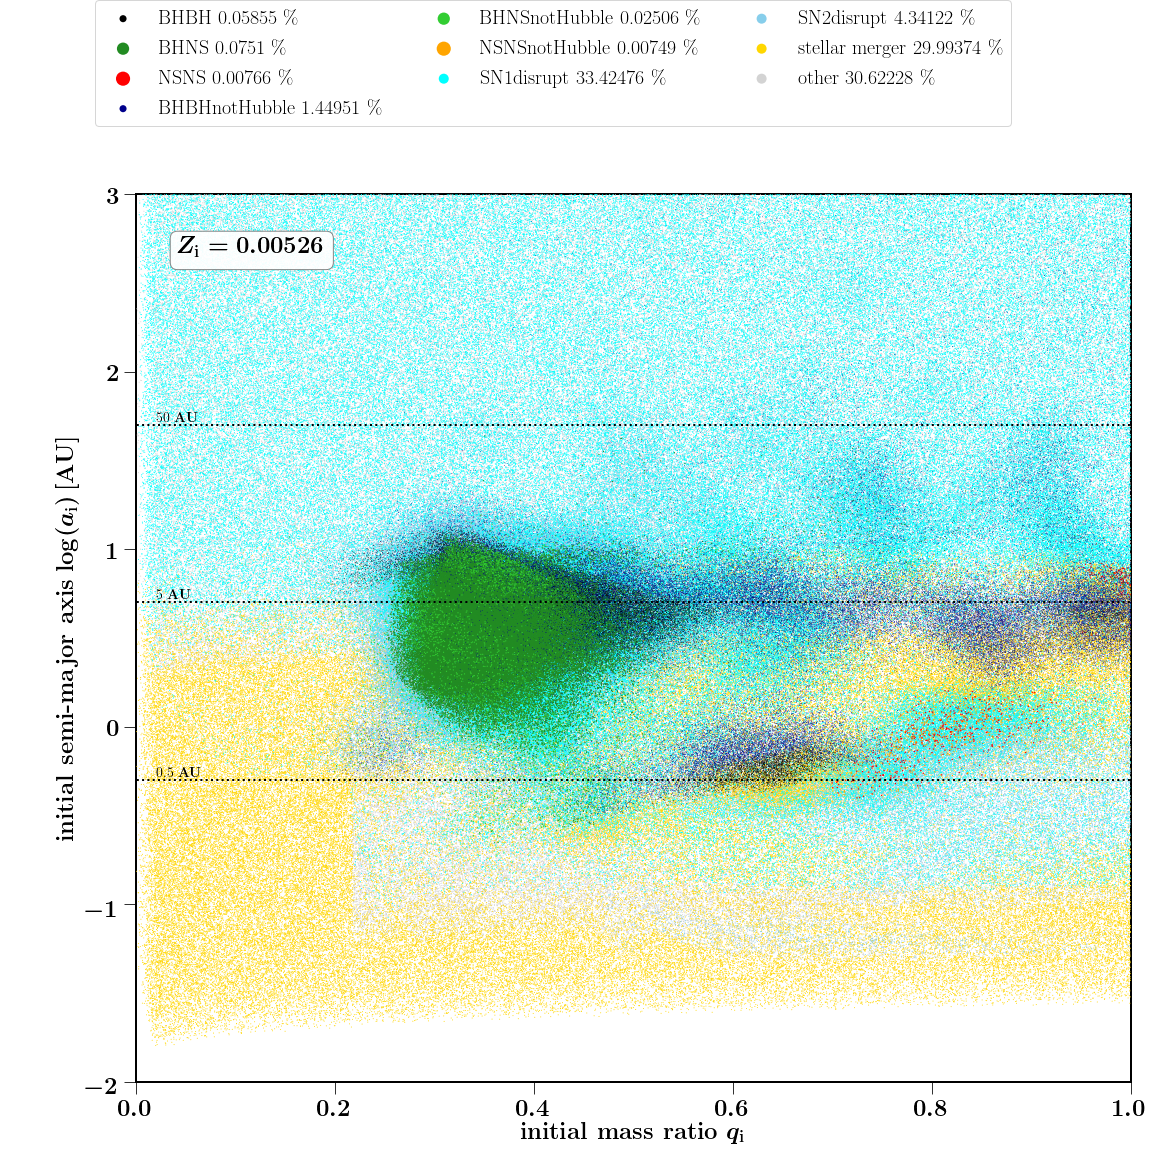 BHBH 0.05855 %
BHNS 0.0751 %
NSNS 0.00766 %
BHBHnotHubble 1.44951 %
BHNSnotHubble 0.02506 %
NSNSnotHubble 0.00749 %
SN1disrupt 33.42476 %
SN2disrupt 4.34122 %
stellar merger 29.99374 %
other 30.62228 %
Zᵢ = 0.00526
50 AU
5 AU
0.5 AU
3
2
1
0
−1
−2
initial semi-major axis log(aᵢ) [AU]
0.0 0.2 0.4 0.6 0.8 1.0
initial mass ratio qᵢ